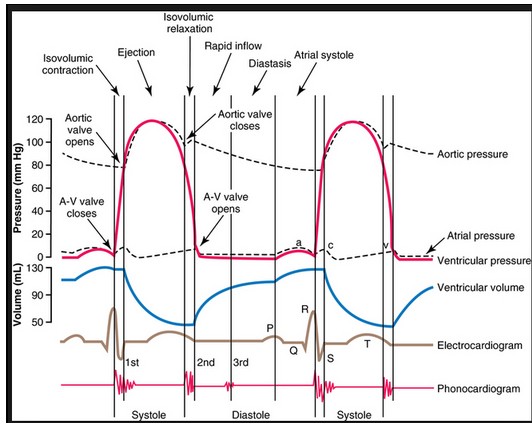 Isovolumic
relaxation
Ejection
Rapid inflow
Isovolumic
contraction
Diastasis
Atrial systole
Aortic
valve
opens
Aortic valve
closes
A-V valve
closes
A-V valve
opens
Pressure (mm Hg)
120
100
80
60
40
20
0
a
c
v
Aortic pressure
Atrial pressure
Ventricular pressure
Volume (mL)
130
90
50
Ventricular volume
R
P
Q
S
T
Electrocardiogram
1st
2nd
3rd
Phonocardiogram
Systole
Diastole
Systole